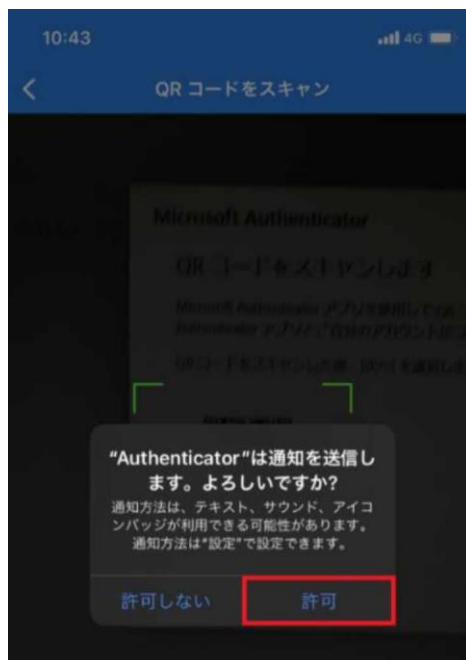 10:43
4G
QR コードをスキャン
Microsoft Authenticator
QR コードをスキャンします
"Authenticator"は通知を送信し
ます。よろしいですか?
通知方法は、テキスト、サウンド、アイコ
ンバッジが利用できる可能性があります。
通知方法は"設定"で設定できます。
許可しない
許可